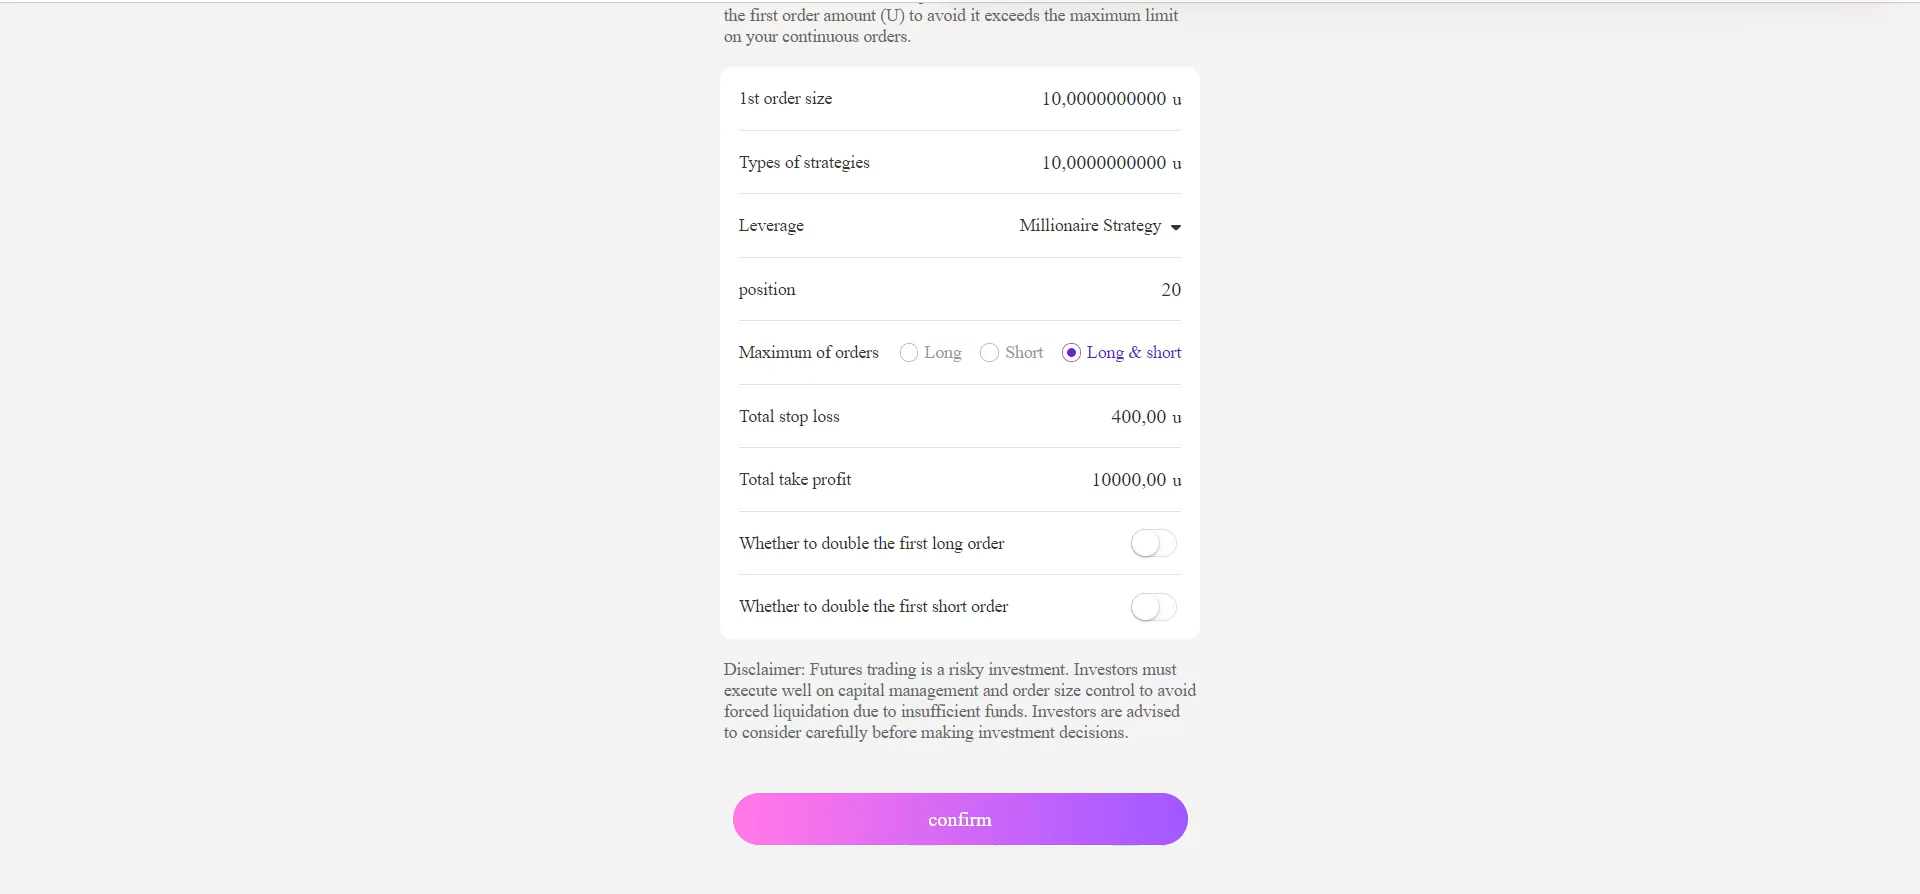 the first order amount (U) to avoid it exceeds the maximum limit
on your continuous orders.
1st order size 10,0000000000 u
Types of strategies 10,0000000000 u
Leverage Millionaire Strategy
position 20
Maximum of orders Long Short Long & short
Total stop loss 400,00 u
Total take profit 10000,00 u
Whether to double the first long order
Whether to double the first short order
Disclaimer: Futures trading is a risky investment. Investors must
execute well on capital management and order size control to avoid
forced liquidation due to insufficient funds. Investors are advised
to consider carefully before making investment decisions.
confirm